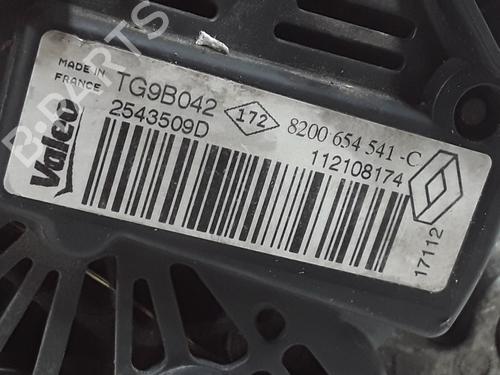 B-PARTS
MADE IN
FRANCE
Valeo
TG9B042
172
8200 654 541 -C
2543509D
112108174
17112